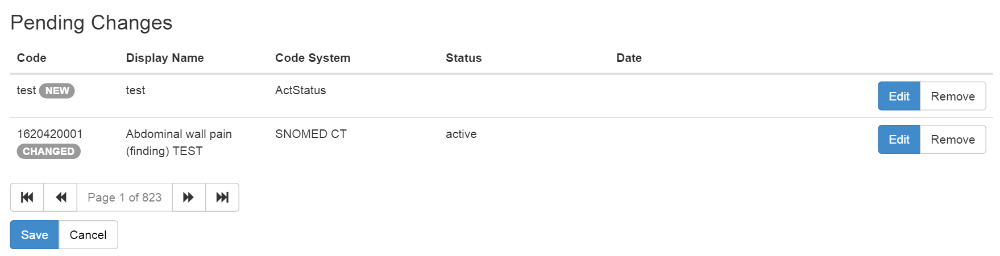 Pending Changes
Code Display Name Code System Status Date
test NEW test ActStatus Edit Remove
1620420001 Abdominal wall pain SNOMED CT active Edit Remove
CHANGED (finding) TEST
Page 1 of 823
Save Cancel